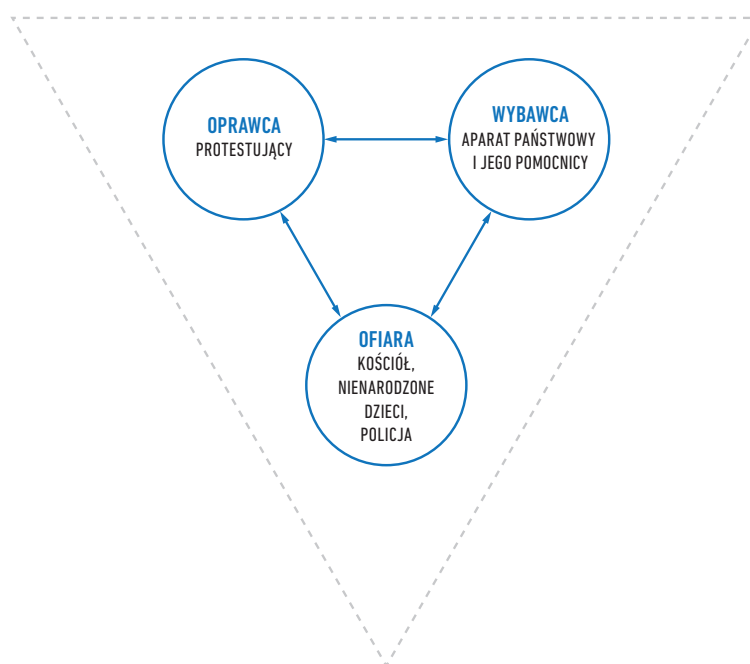 OPRAWCA
PROTESTUJĄCY
WYBAWCA
APARAT PAŃSTWOWY
I JEGO POMOCNICY
OFIARA
KOŚCIÓŁ,
NIENARODZONE
DZIECI,
POLICJA